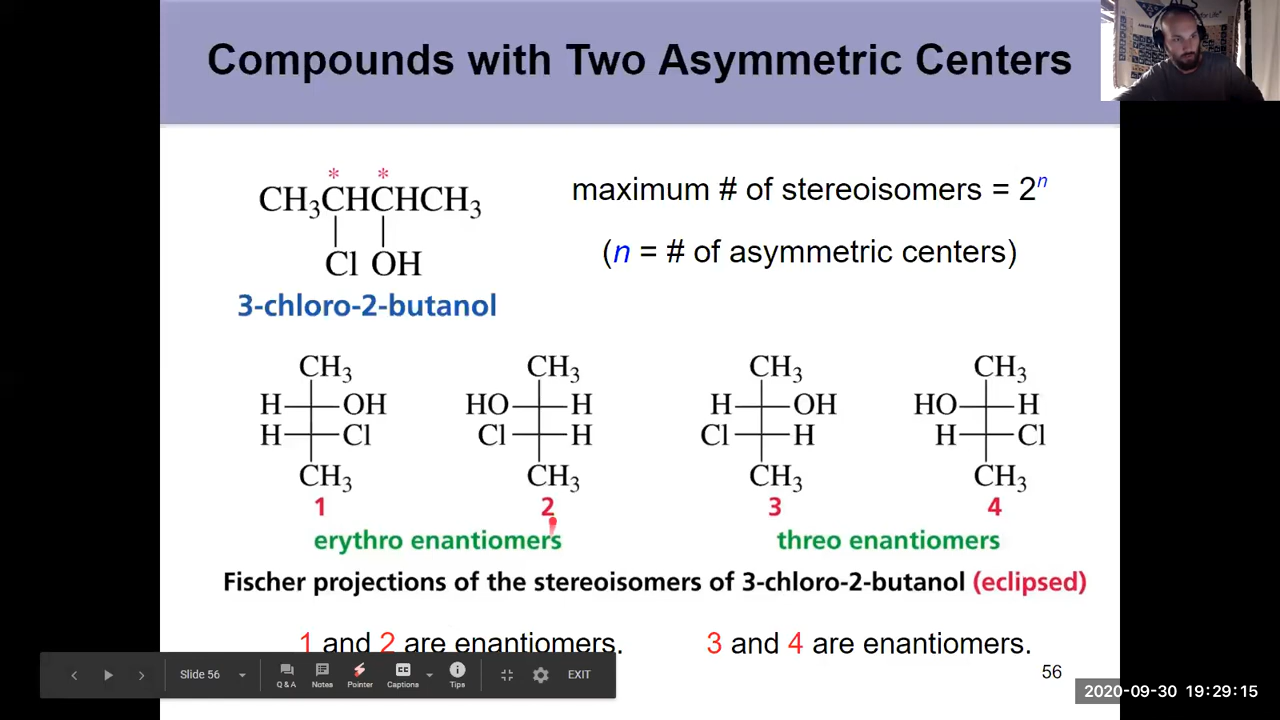 Compounds with Two Asymmetric Centers
* *
CH₃CHCHCH₃
Cl OH
3-chloro-2-butanol
maximum # of stereoisomers = 2ⁿ
(n = # of asymmetric centers)
CH₃ CH₃ CH₃ CH₃
H OH HO H H OH HO H
H Cl Cl H Cl H H Cl
CH₃ CH₃ CH₃ CH₃
1 2 3 4
erythro enantiomers threo enantiomers
Fischer projections of the stereoisomers of 3-chloro-2-butanol (eclipsed)
1 and 2 are enantiomers. 3 and 4 are enantiomers.
56
Slide 56
Q & A Notes Pointer Captions Tips EXIT
CC
2020-09-30 19:29:15